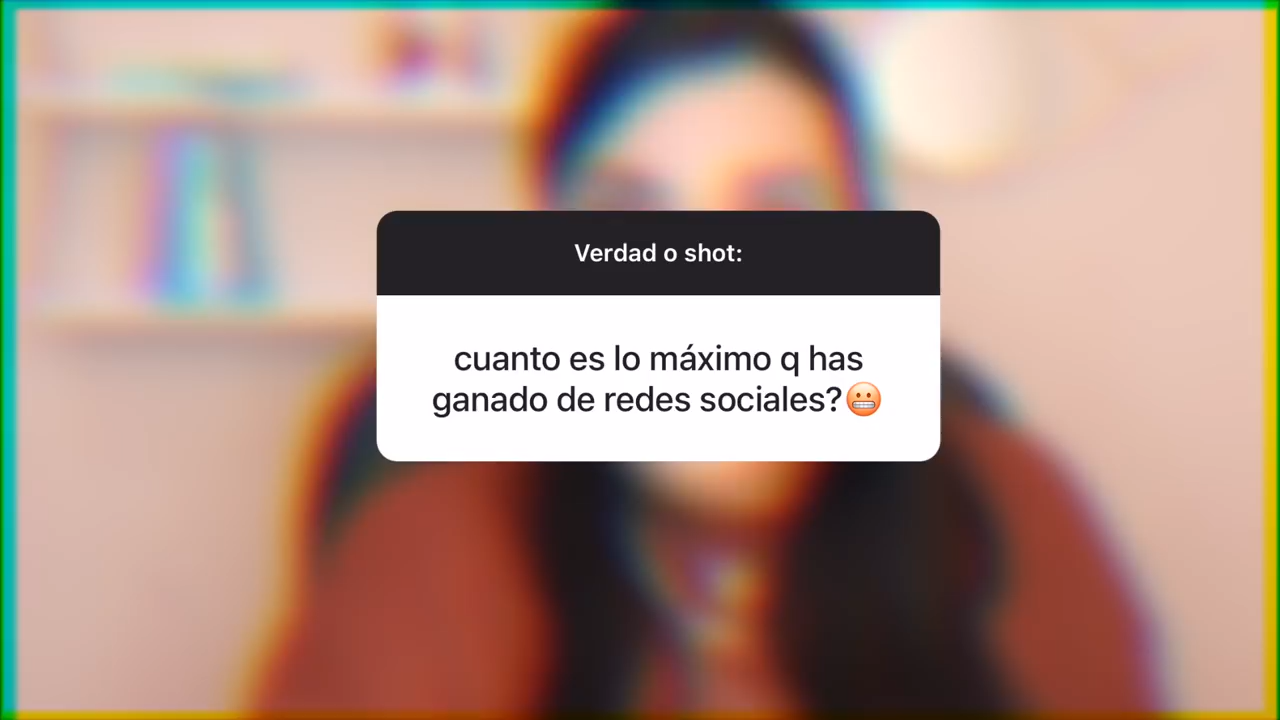 Verdad o shot:
cuanto es lo máximo q has
ganado de redes sociales?😬